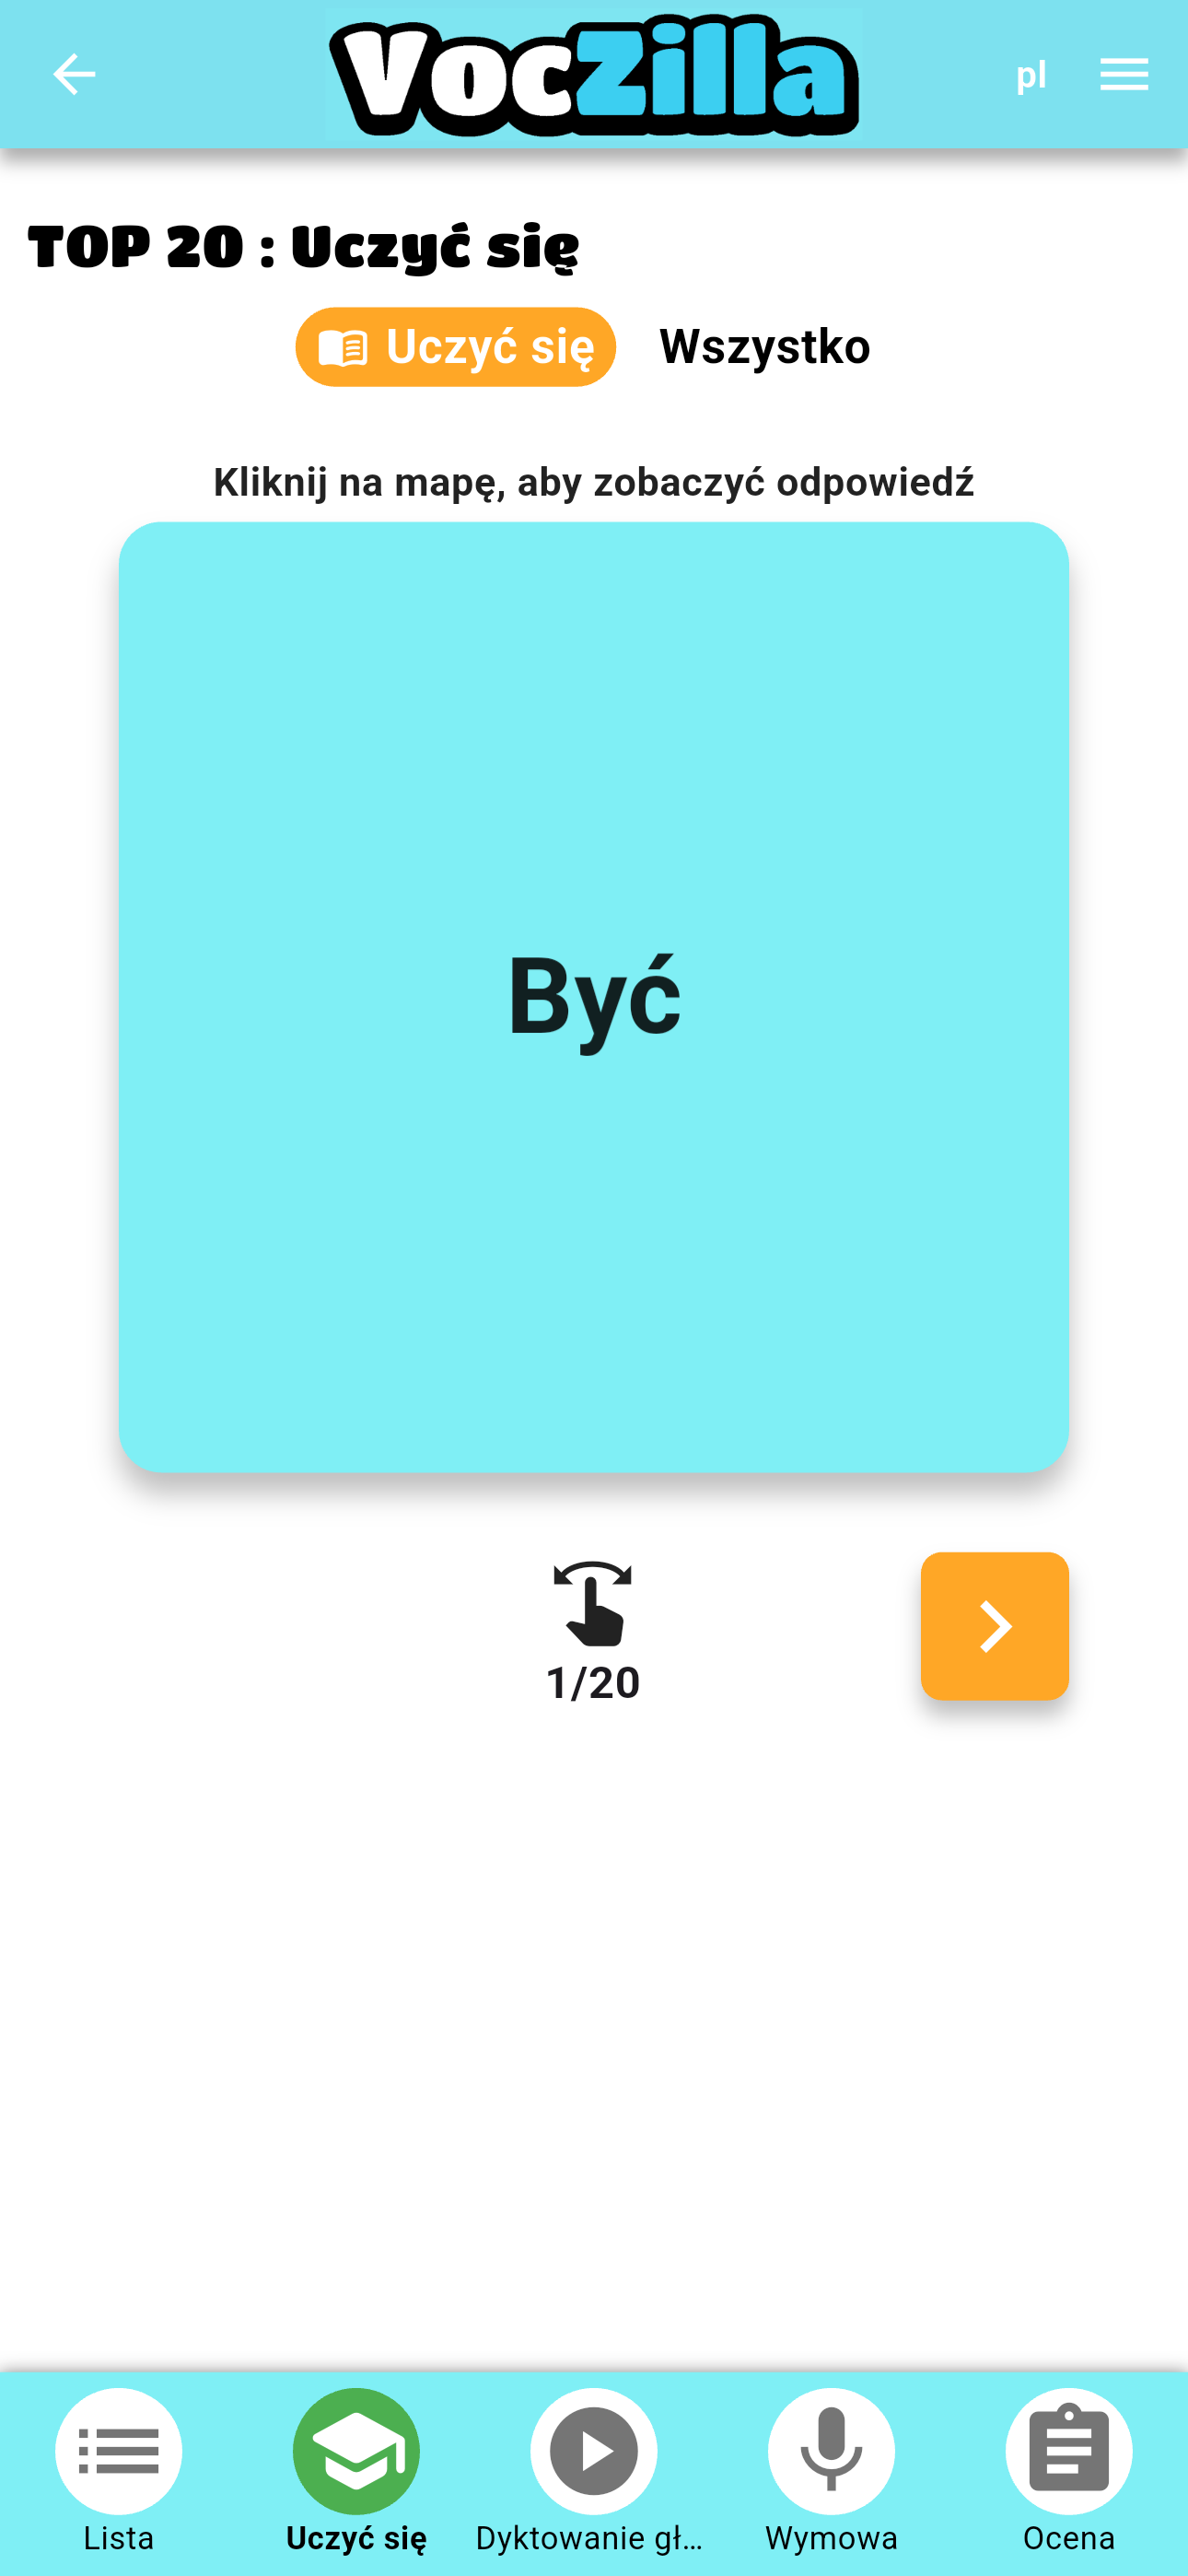 VocZilla
pl
TOP 20 : Uczyć się
Uczyć się
Wszystko
Kliknij na mapę, aby zobaczyć odpowiedź
Być
1/20
Lista
Uczyć się
Dyktowanie gł...
Wymowa
Ocena